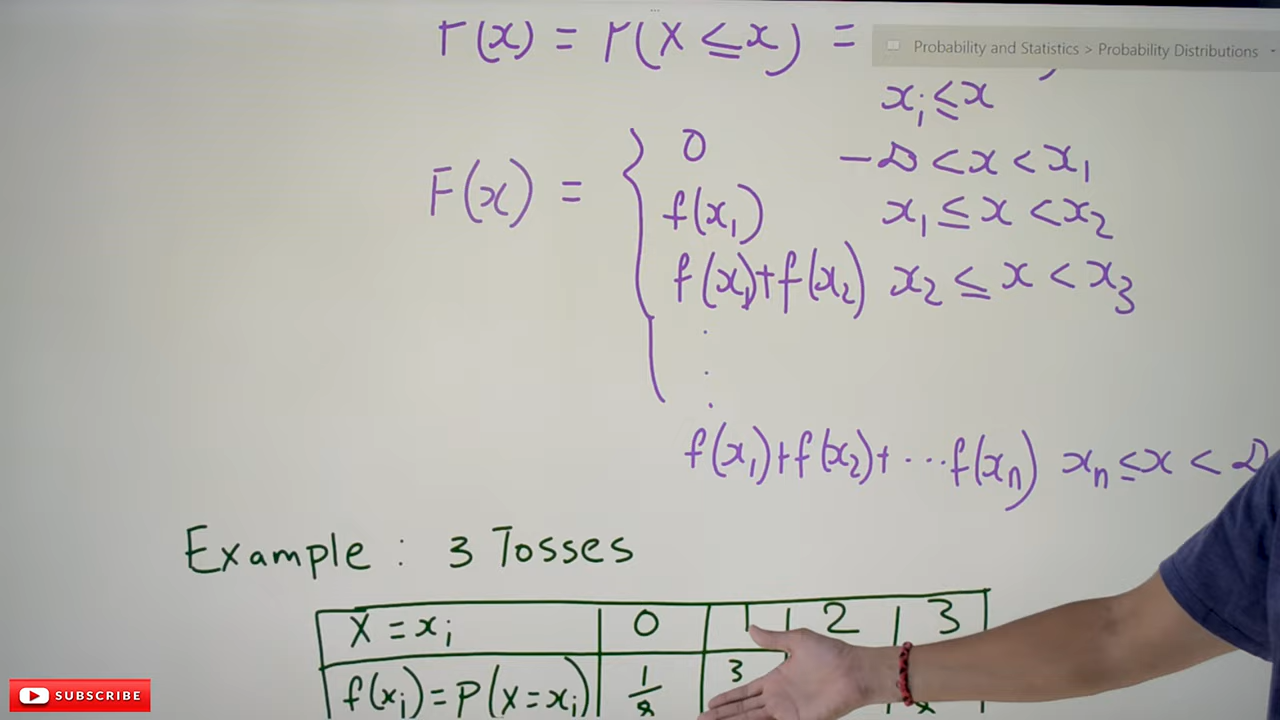 F(x) = P(X ≤ x) =
Probability and Statistics > Probability Distributions
xᵢ ≤ x
F(x) = { 0 −∞ < x < x₁
f(x₁) x₁ ≤ x < x₂
f(x₁)+f(x₂) x₂ ≤ x < x₃
.
.
.
f(x₁)+f(x₂)+ ... f(xₙ) xₙ ≤ x < ∞
Example : 3 Tosses
X = xᵢ 0 1 2 3
f(xᵢ) = P(X = xᵢ) 1/8 3
SUBSCRIBE